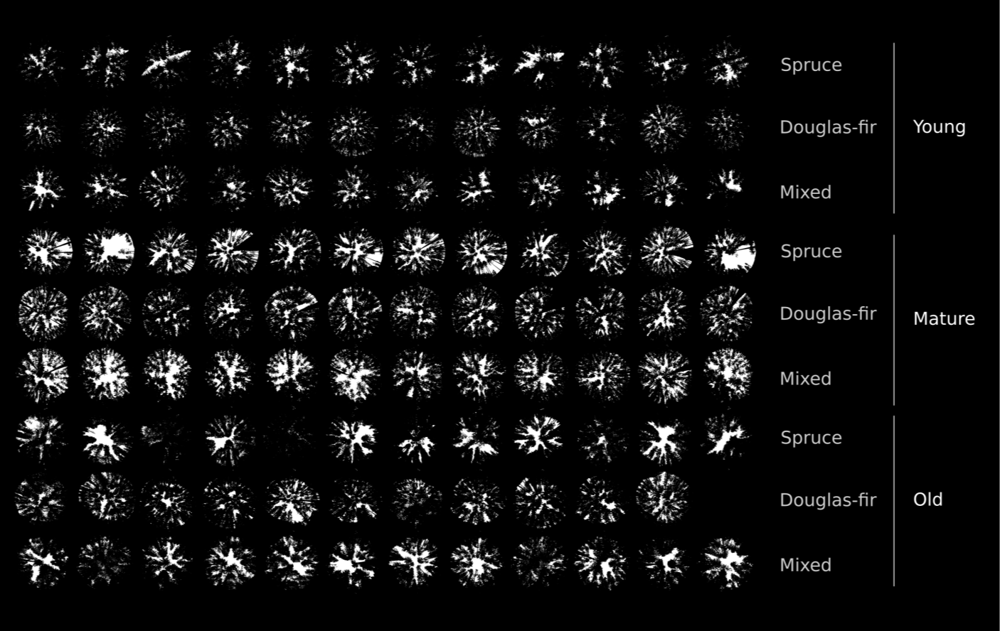 Spruce
Douglas-fir
Young
Mixed
Spruce
Douglas-fir
Mature
Mixed
Spruce
Douglas-fir
Old
Mixed